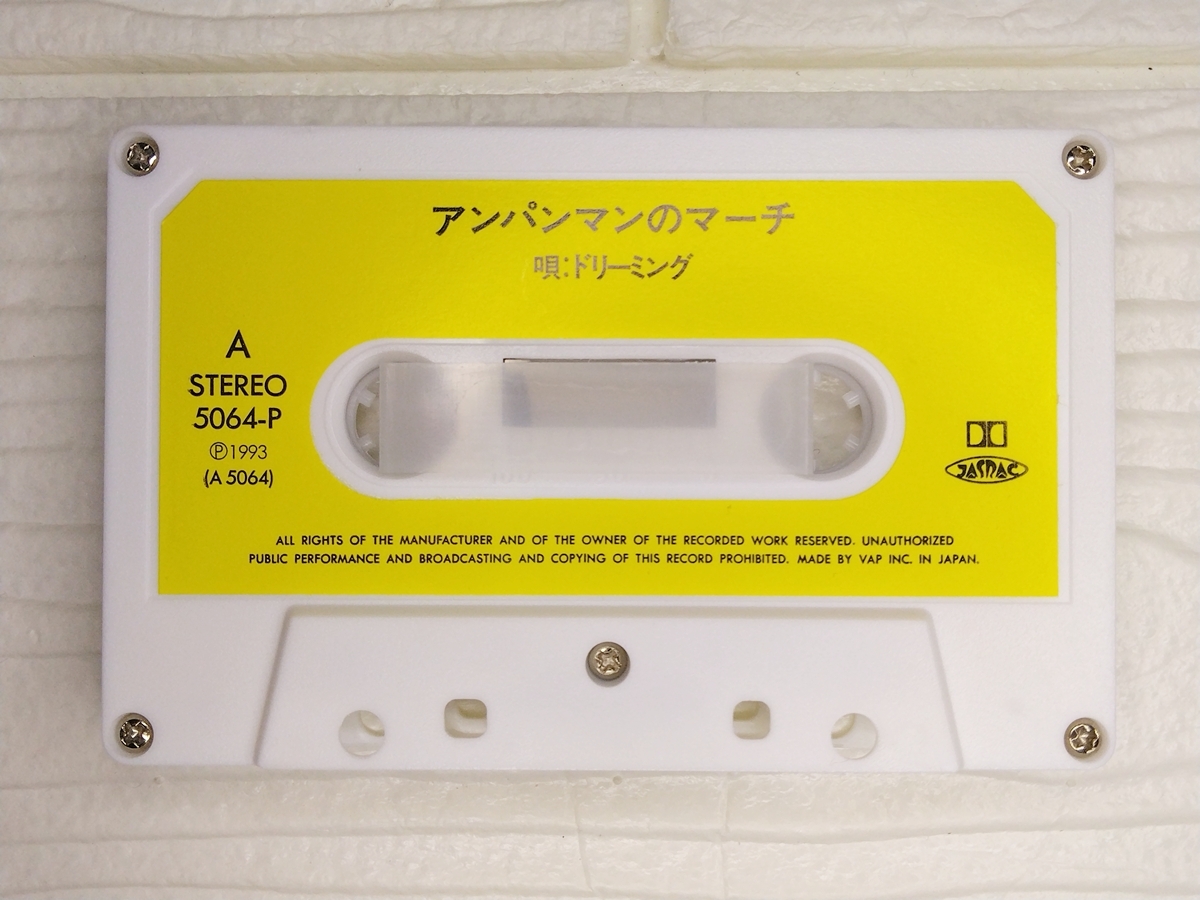 アンパンマンのマーチ
唄:ドリーミング
A
STEREO
5064-P
Ⓟ1993
(A 5064)
JASRAC
ALL RIGHTS OF THE MANUFACTURER AND OF THE OWNER OF THE RECORDED WORK RESERVED. UNAUTHORIZED
PUBLIC PERFORMANCE AND BROADCASTING AND COPYING OF THIS RECORD PROHIBITED. MADE BY VAP INC. IN JAPAN.